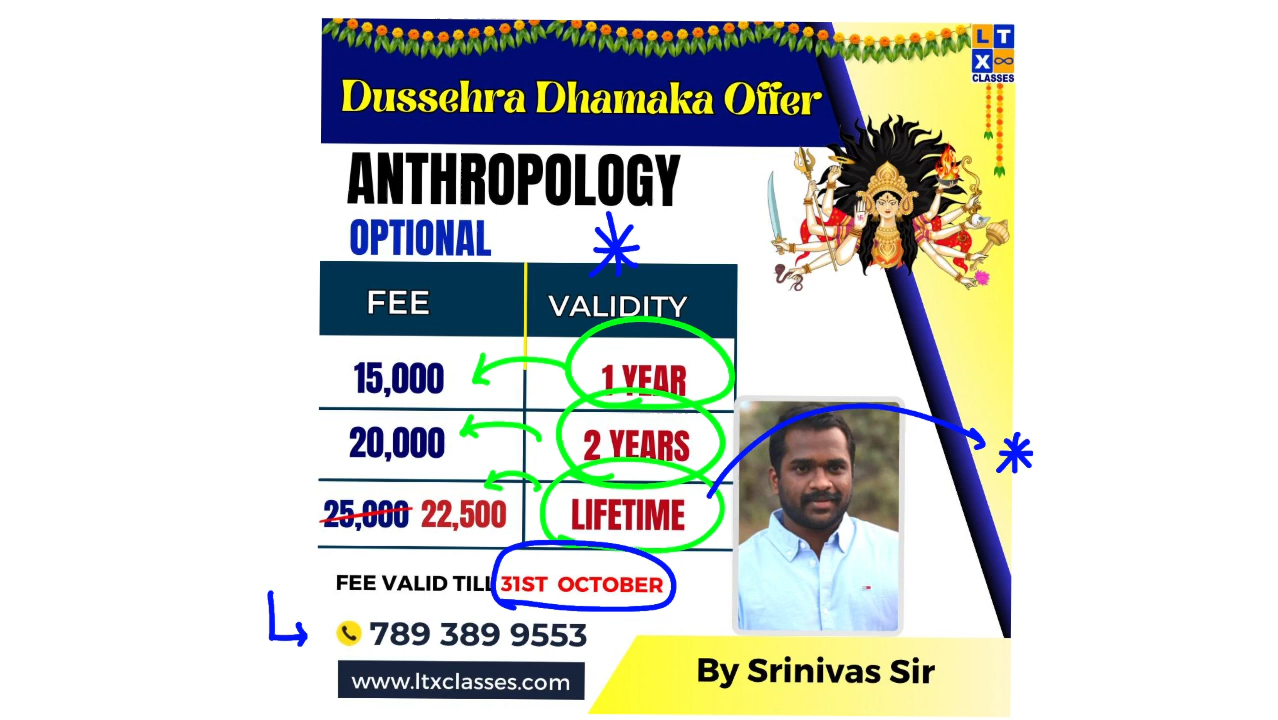 L T
X ∞
CLASSES
Dussehra Dhamaka Offer
ANTHROPOLOGY
OPTIONAL
FEE VALIDITY
15,000 1 YEAR
20,000 2 YEARS
25,000 22,500 LIFETIME
FEE VALID TILL 31ST OCTOBER
789 389 9553
www.ltxclasses.com
By Srinivas Sir